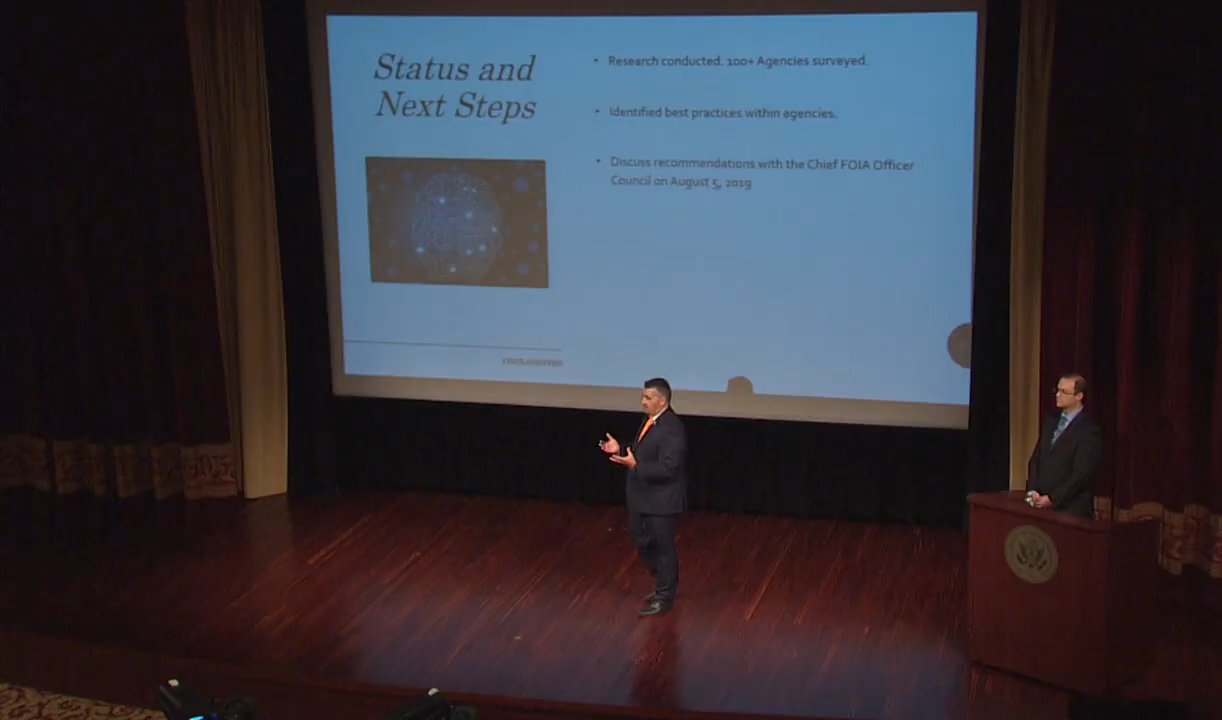 Status and
Next Steps
• Research conducted. 100+ Agencies surveyed.
• Identified best practices within agencies.
• Discuss recommendations with the Chief FOIA Officer
Council on August 5, 2019